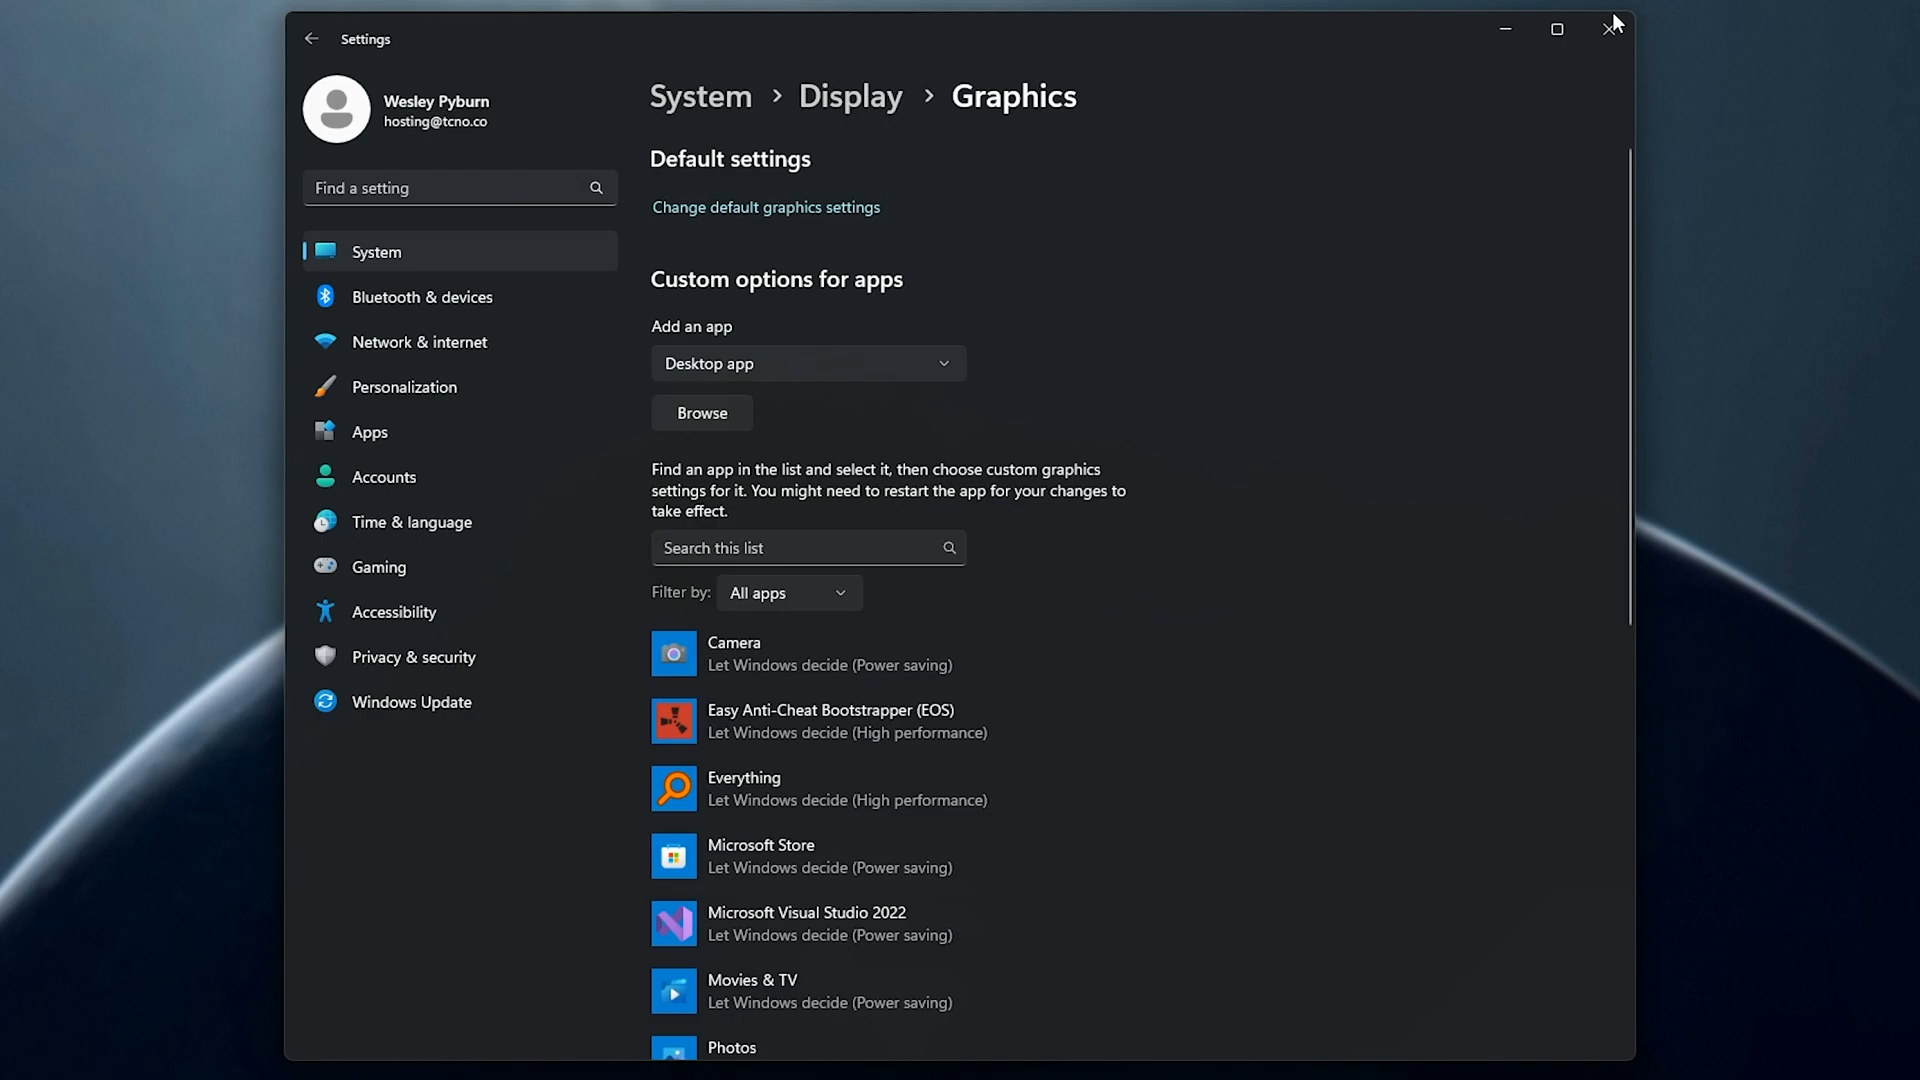 Settings
Wesley Pyburn
hosting@tcno.co
Find a setting
System
Bluetooth & devices
Network & internet
Personalization
Apps
Accounts
Time & language
Gaming
Accessibility
Privacy & security
Windows Update
System > Display > Graphics
Default settings
Change default graphics settings
Custom options for apps
Add an app
Desktop app
Browse
Find an app in the list and select it, then choose custom graphics
settings for it. You might need to restart the app for your changes to
take effect.
Search this list
Filter by: All apps
Camera
Let Windows decide (Power saving)
Easy Anti-Cheat Bootstrapper (EOS)
Let Windows decide (High performance)
Everything
Let Windows decide (High performance)
Microsoft Store
Let Windows decide (Power saving)
Microsoft Visual Studio 2022
Let Windows decide (Power saving)
Movies & TV
Let Windows decide (Power saving)
Photos